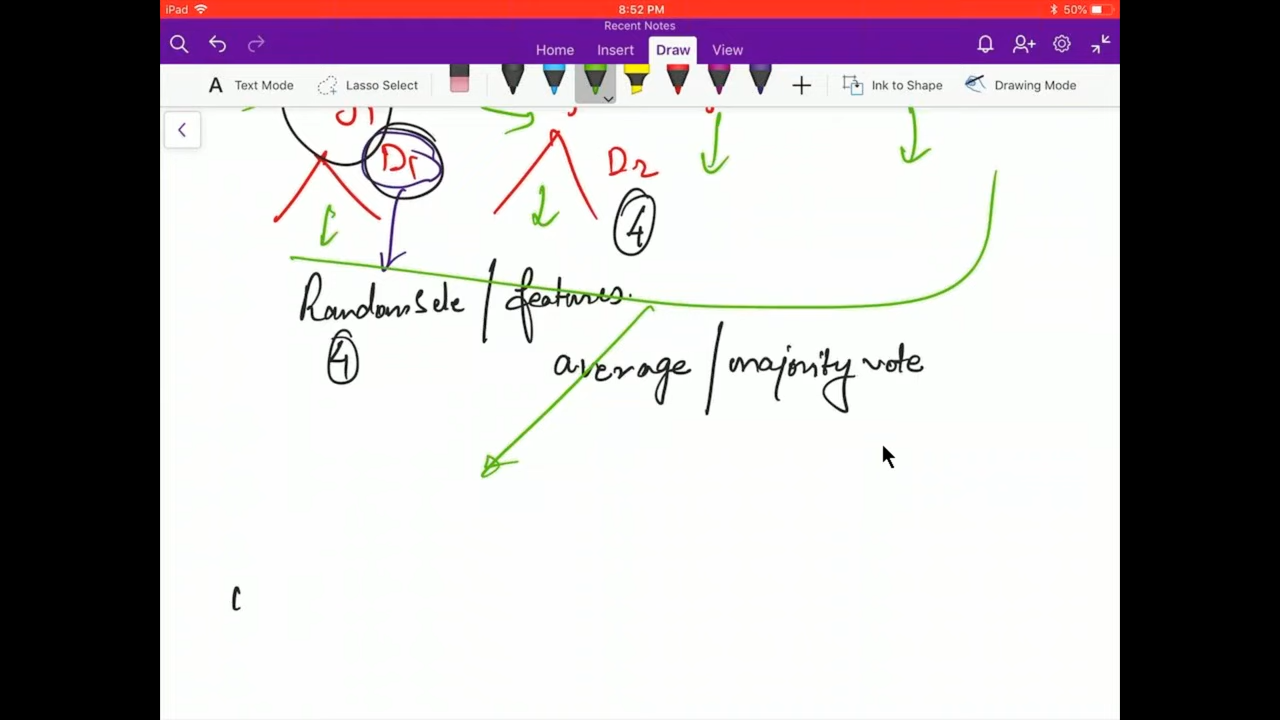 iPad 8:52 PM 50%
Recent Notes
Home Insert Draw View
A Text Mode Lasso Select Ink to Shape Drawing Mode
D1 D2
4
RandomSele / features.
4
average / majority vote